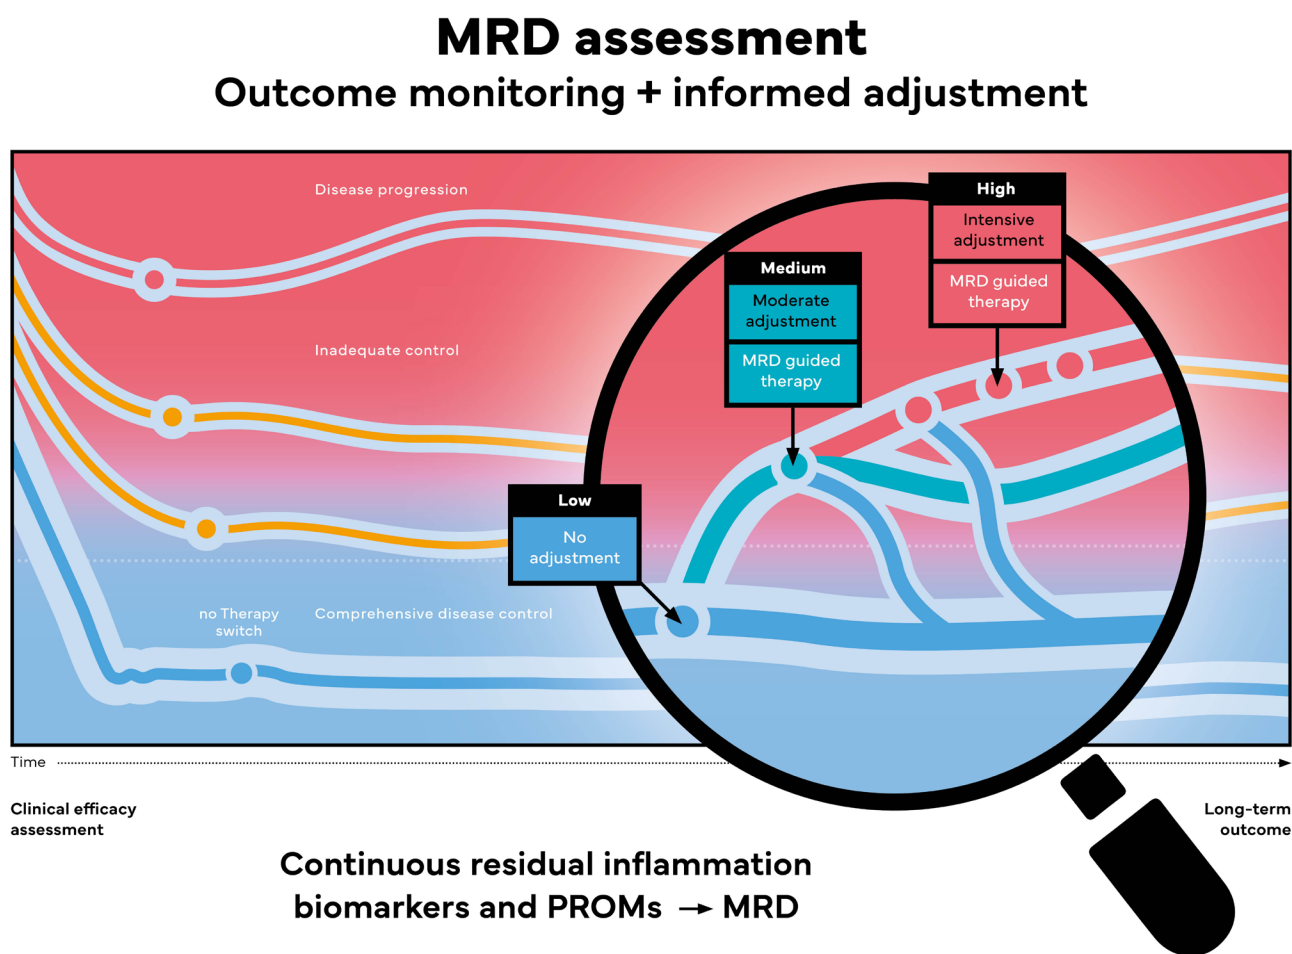 MRD assessment
Outcome monitoring + informed adjustment
Disease progression
High
Intensive
adjustment
MRD guided
therapy
Medium
Moderate
adjustment
MRD guided
therapy
Inadequate control
Low
No
adjustment
no Therapy
switch
Comprehensive disease control
Time
Clinical efficacy
assessment
Long-term
outcome
Continuous residual inflammation
biomarkers and PROMs → MRD